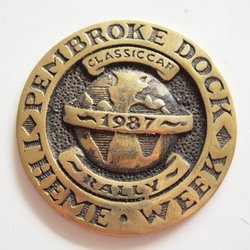 PEMBROKE DOCK
CLASSIC CAR
1987
RALLY
THEME • WEEK